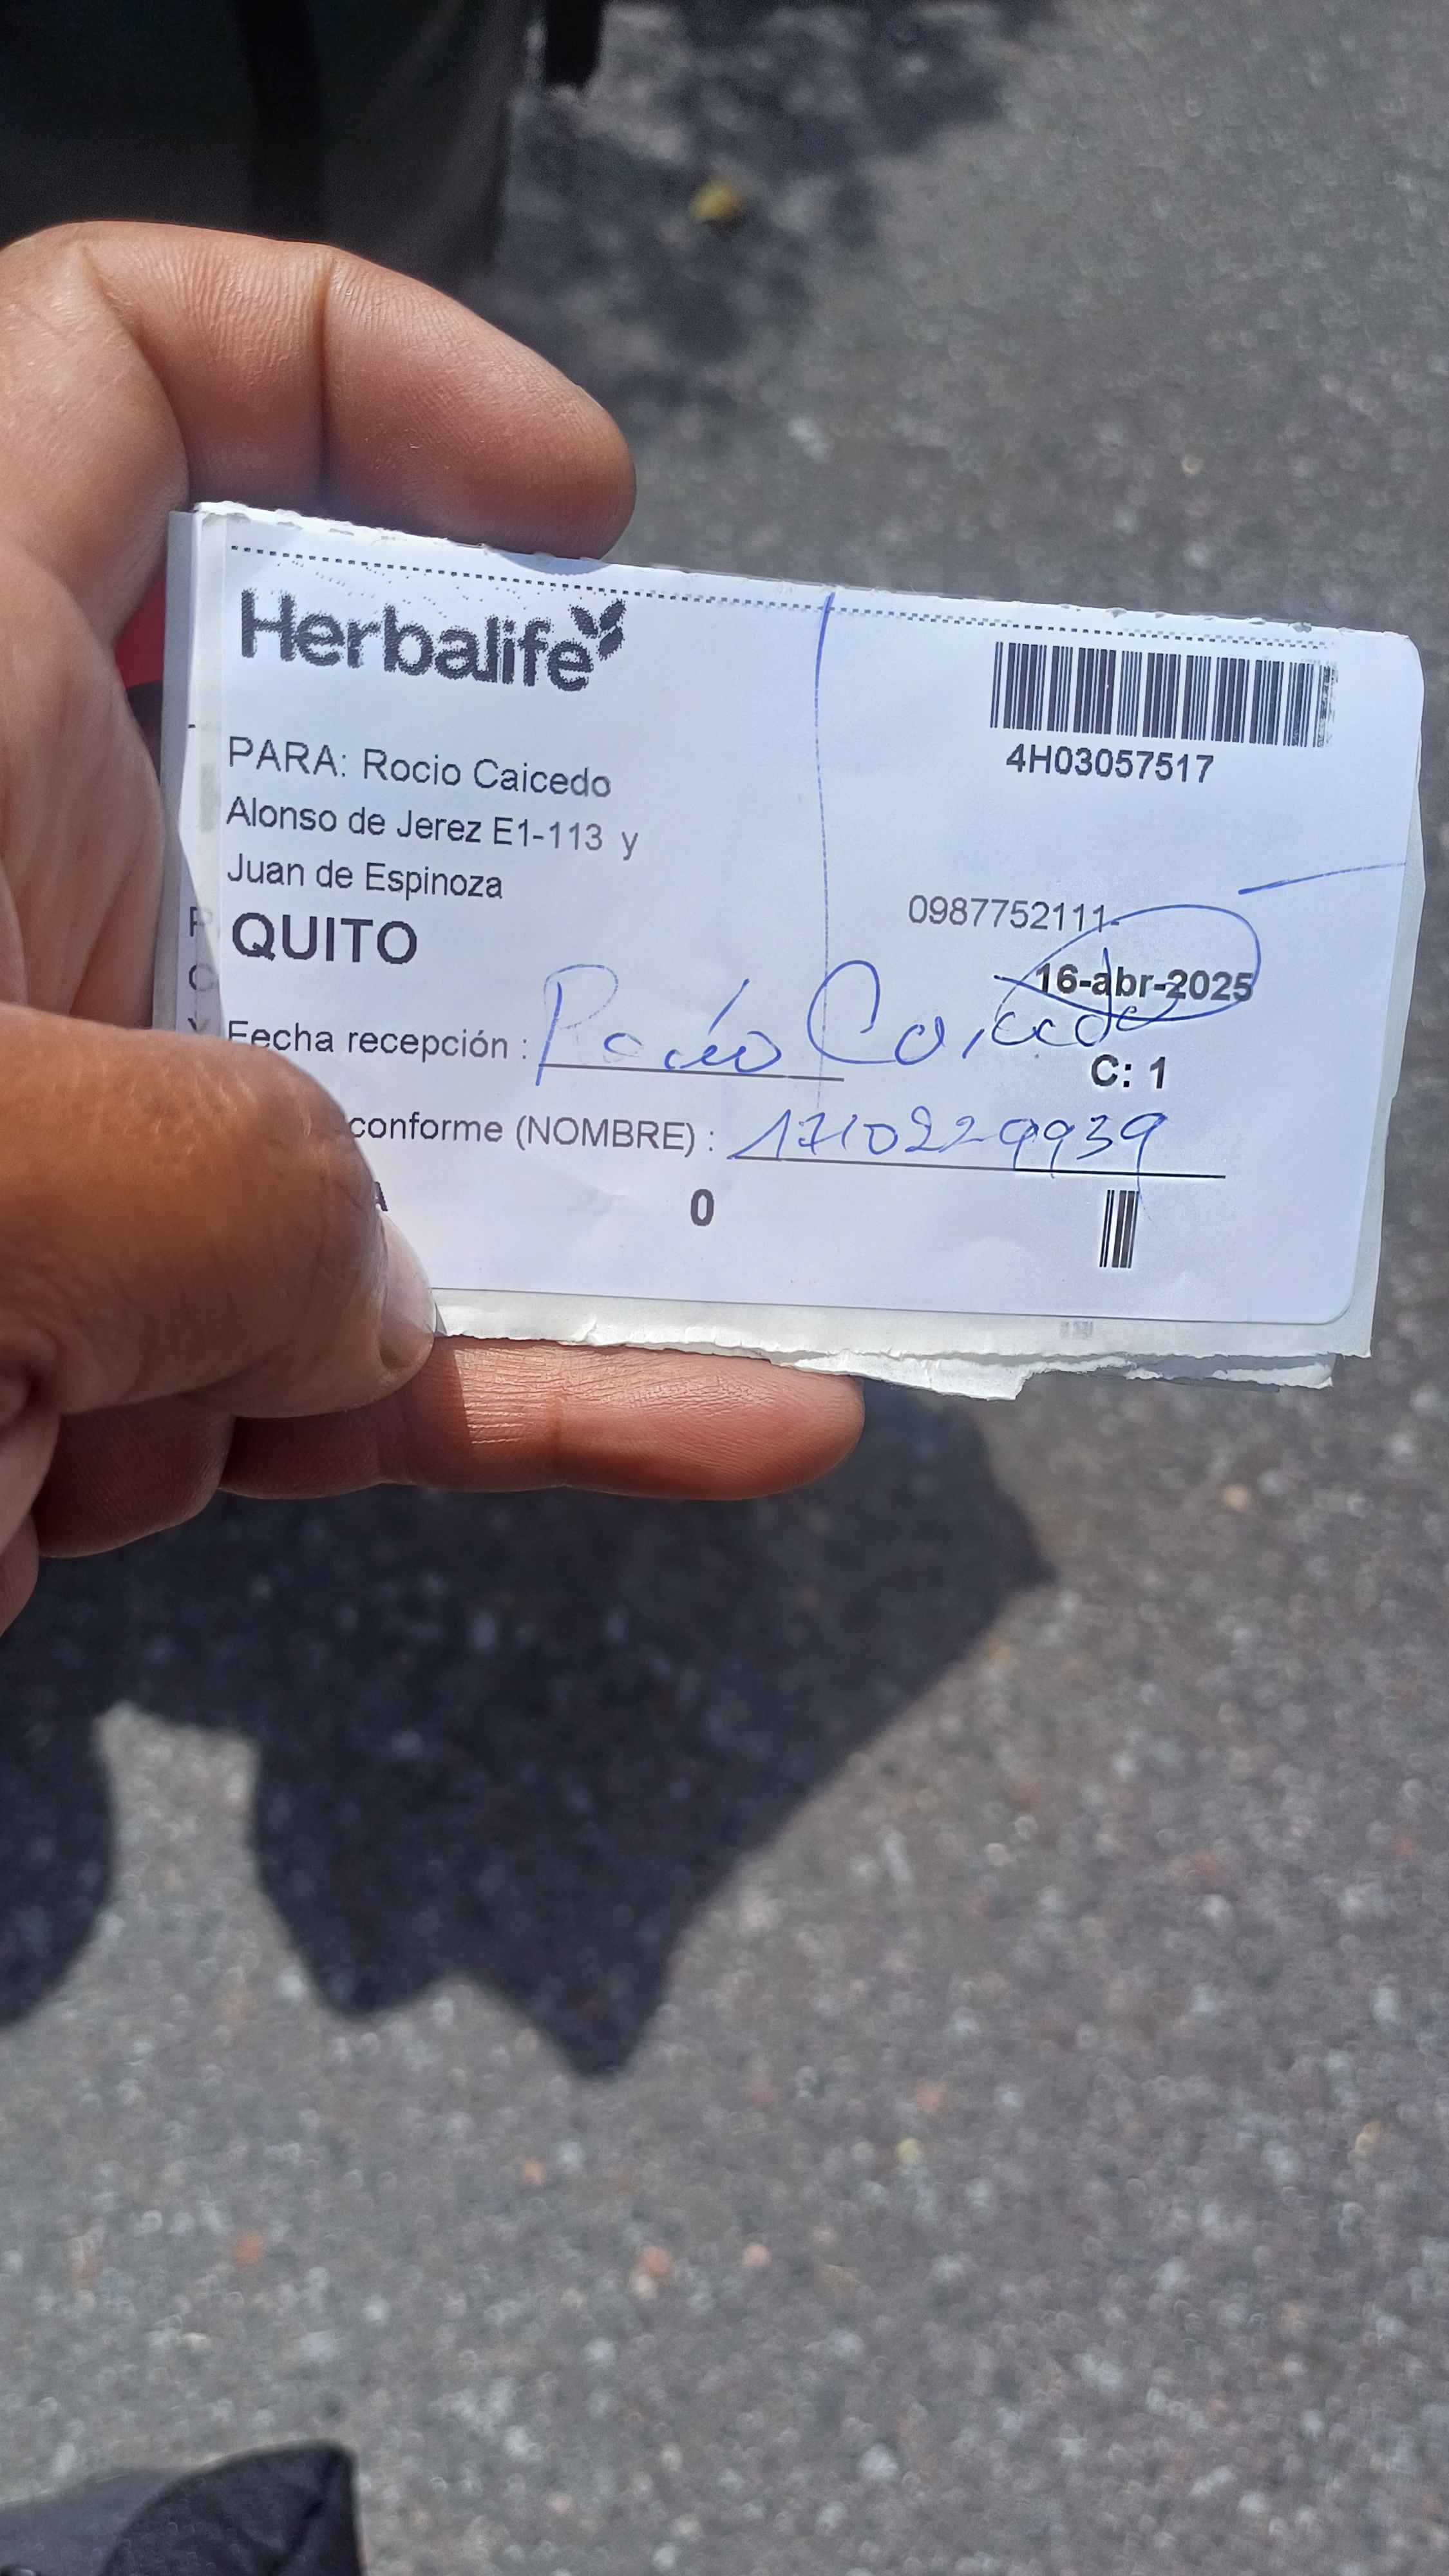 Herbalife
4H03057517
PARA: Rocio Caicedo
Alonso de Jerez E1-113 y
Juan de Espinoza
0987752111
QUITO
16-abr-2025
Fecha recepción : Rocío Caicedo
C: 1
conforme (NOMBRE) : 1710229939
A
0